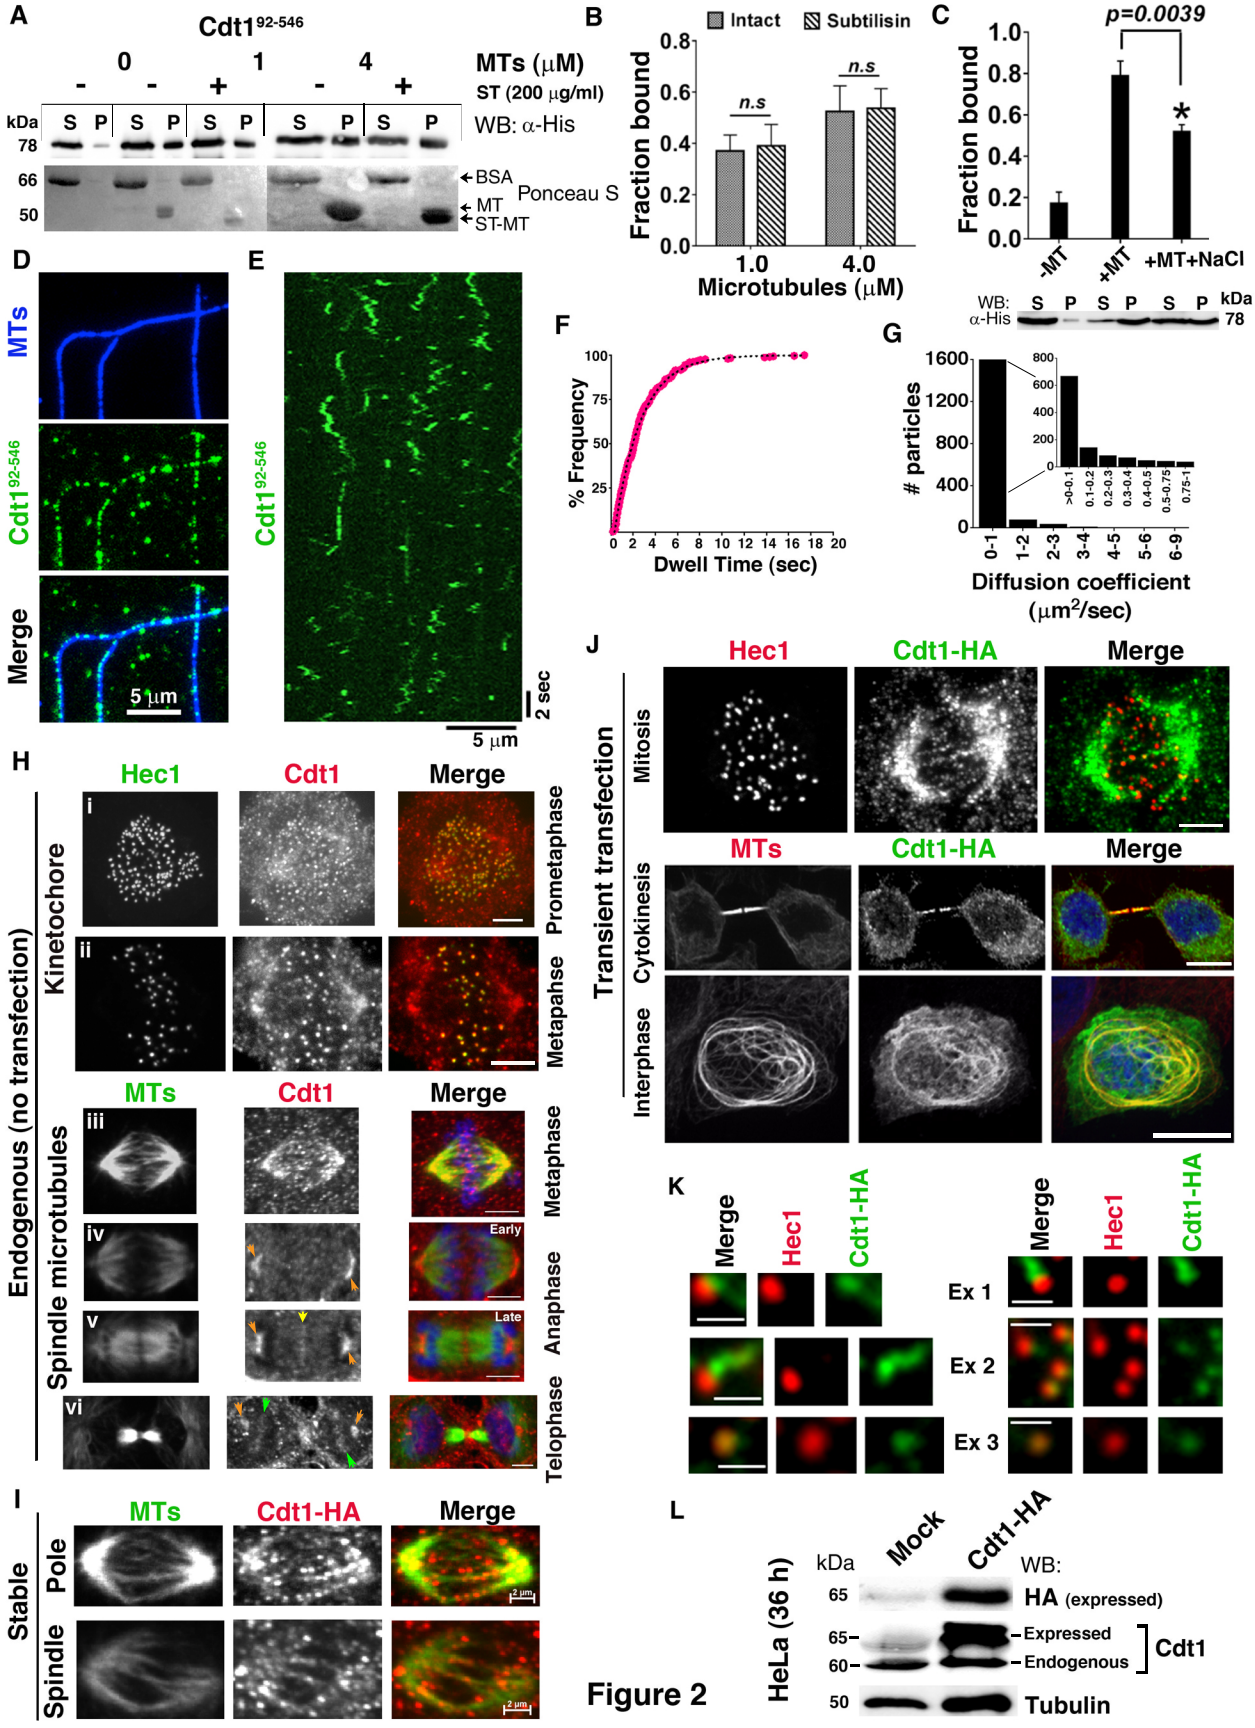 A
Cdt1⁹²⁻⁵⁴⁶
0 1 4 MTs (μM)
- - + - + ST (200 μg/ml)
kDa S P S P S P S P S P WB: α-His
78
66 BSA
Ponceau S
50 MT
ST-MT
B
Intact Subtilisin
Fraction bound
0.8
0.6
0.4
0.2
0.0
n.s n.s
1.0 4.0
Microtubules (μM)
C
p=0.0039
Fraction bound
1.0
0.8
0.6
0.4
0.2
0.0
*
-MT +MT +MT+NaCl
WB: S P S P S P kDa
α-His 78
D
MTs
Cdt1⁹²⁻⁵⁴⁶
Merge
5 μm
E
Cdt1⁹²⁻⁵⁴⁶
2 sec
5 μm
F
% Frequency
100
75
50
25
0 2 4 6 8 10 12 14 16 18 20
Dwell Time (sec)
G
# particles
1600
1200
800
400
0
800
600
400
200
0
>0-0.1 0.1-0.2 0.2-0.3 0.3-0.4 0.4-0.5 0.5-0.75 0.75-1
0-1 1-2 2-3 3-4 4-5 5-6 6-9
Diffusion coefficient
(μm²/sec)
H
Endogenous (no transfection)
Kinetochore
Hec1 Cdt1 Merge
i
Prometaphase
ii
Metapahse
Spindle microtubules
MTs Cdt1 Merge
iii
Metaphase
iv
Early
Anaphase
v
Late
vi
Telophase
I
Stable
MTs Cdt1-HA Merge
Pole
2 μm
Spindle
2 μm
J
Transient transfection
Hec1 Cdt1-HA Merge
Mitosis
MTs Cdt1-HA Merge
Cytokinesis
Interphase
K
Merge Hec1 Cdt1-HA Merge Hec1 Cdt1-HA
Ex 1
Ex 2
Ex 3
L
HeLa (36 h)
Mock Cdt1-HA
kDa WB:
65 HA (expressed)
65 Expressed
Cdt1
60 Endogenous
50 Tubulin
Figure 2